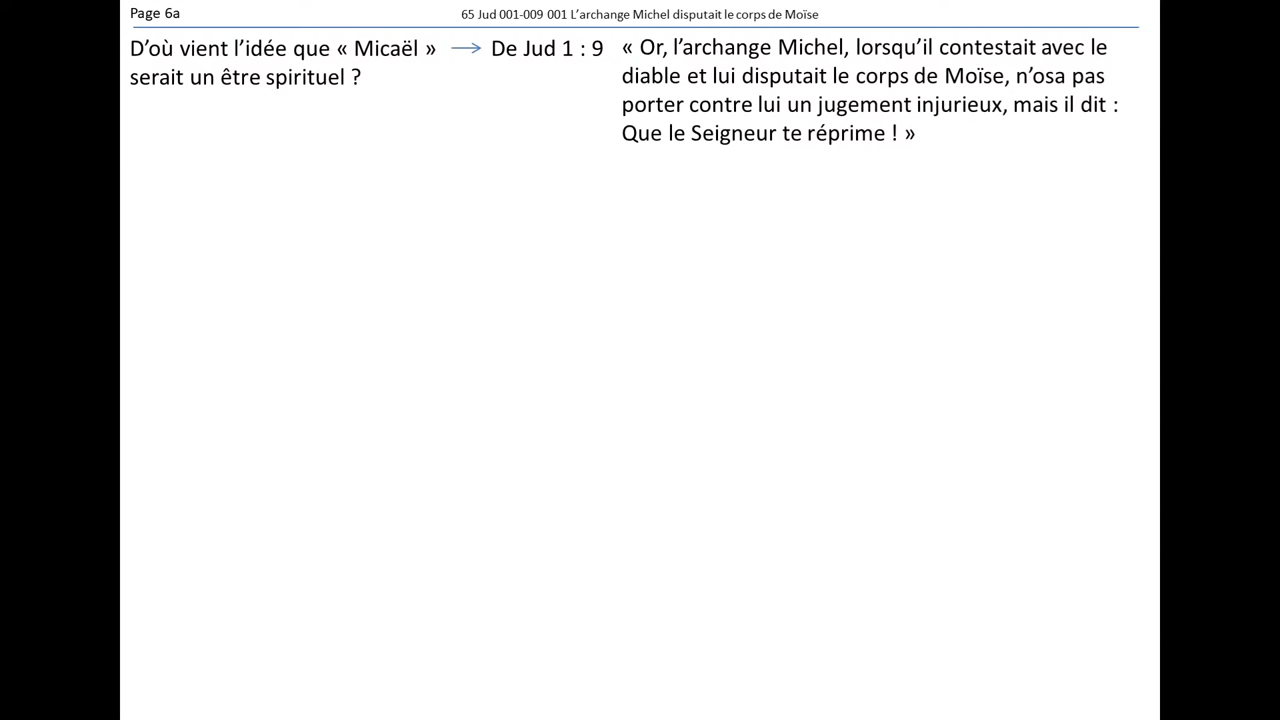 Page 6a
65 Jud 001-009 001 L’archange Michel disputait le corps de Moïse
D’où vient l’idée que « Micaël »
serait un être spirituel ?
De Jud 1 : 9
« Or, l’archange Michel, lorsqu’il contestait avec le
diable et lui disputait le corps de Moïse, n’osa pas
porter contre lui un jugement injurieux, mais il dit :
Que le Seigneur te réprime ! »